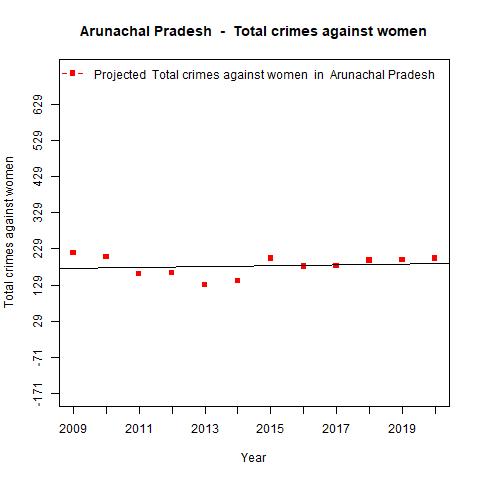 Arunachal Pradesh - Total crimes against women
Projected Total crimes against women in Arunachal Pradesh
629
529
429
329
229
129
29
-71
-171
Total crimes against women
2009 2011 2013 2015 2017 2019
Year